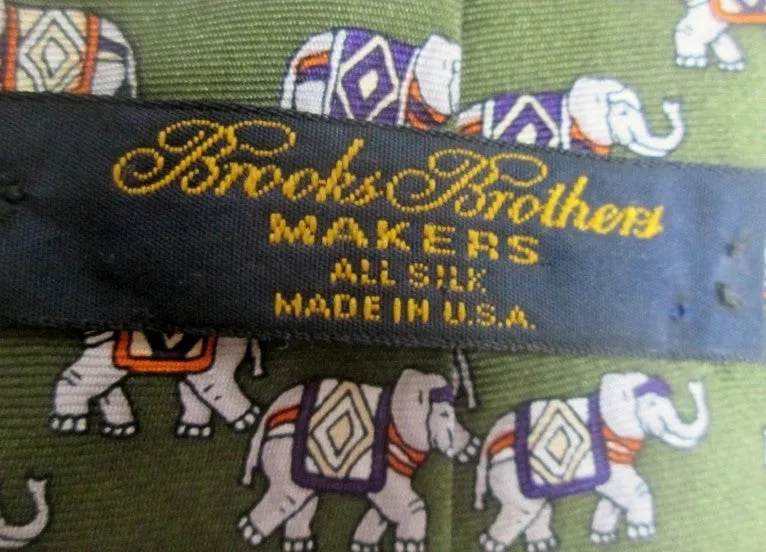 Brooks Brothers
MAKERS
ALL SILK
MADE IN U.S.A.